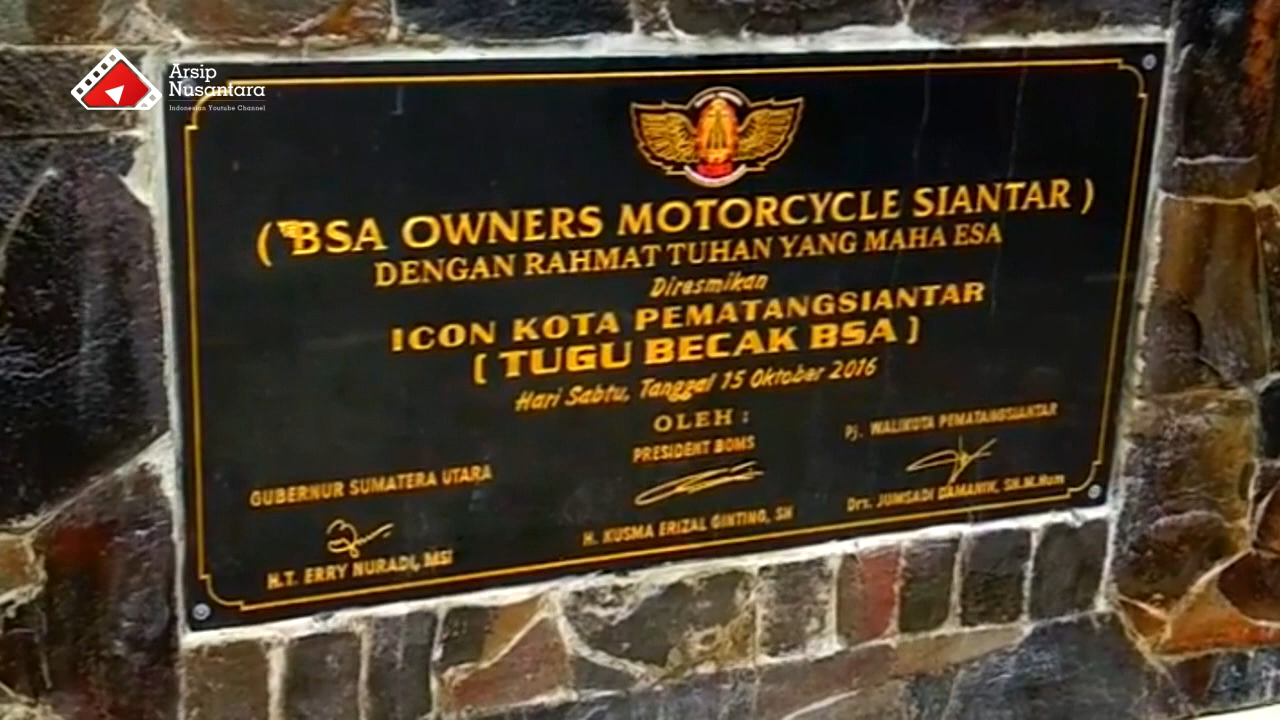 Arsip
Nusantara
Indonesian Youtube Channel
( BSA OWNERS MOTORCYCLE SIANTAR )
DENGAN RAHMAT TUHAN YANG MAHA ESA
Diresmikan
ICON KOTA PEMATANGSIANTAR
( TUGU BECAK BSA )
Hari Sabtu, Tanggal 15 Oktober 2016
OLEH :
GUBERNUR SUMATERA UTARA
H.T. ERRY NURADI, MSI
PRESIDENT BOMS
H. KUSMA ERIZAL GINTING, SH
Pj. WALIKOTA PEMATANGSIANTAR
Drs. JUMSADI DAMANIK, SH.M.Hum